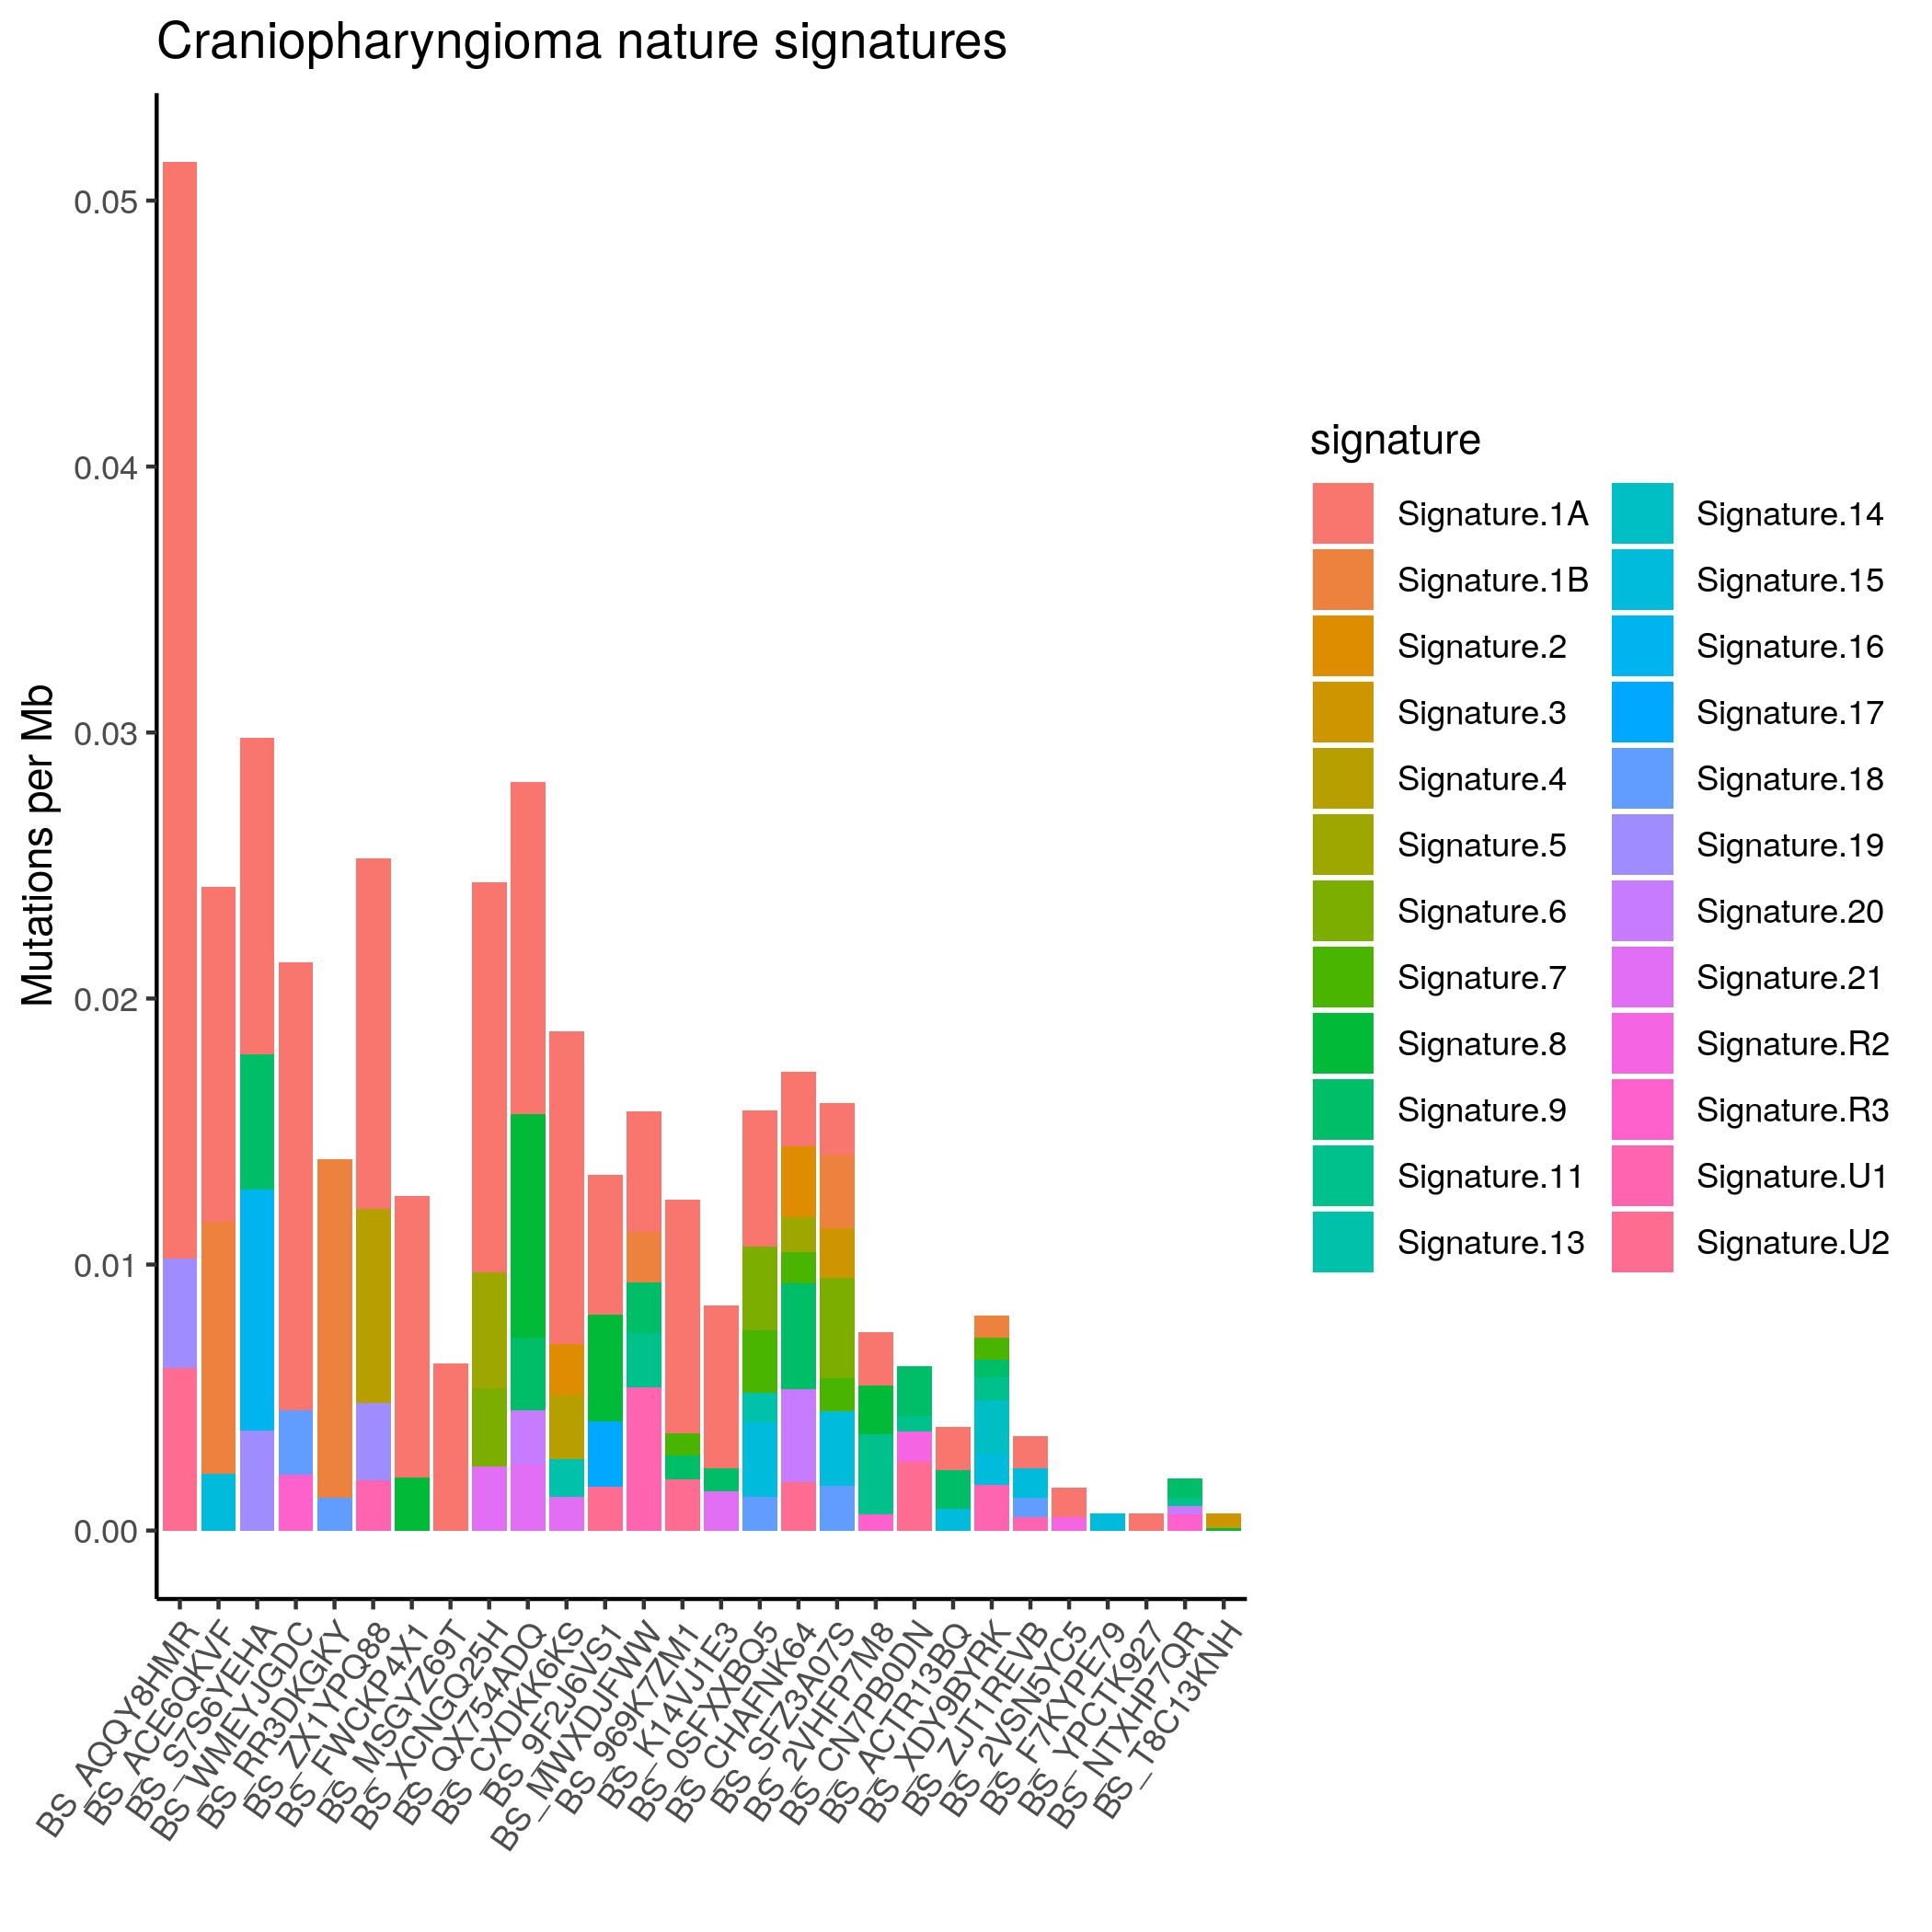 Craniopharyngioma nature signatures
Mutations per Mb
0.05
0.04
0.03
0.02
0.01
0.00
BS_AQQY8HMR
BS_ACE6QKVF
BS_S7S6YEHA
BS_WMEYJGDC
BS_RR3DKGKY
BS_ZX1YPQ88
BS_FWCKP4X1
BS_MSGYZ69T
BS_XCNGQ25H
BS_QX754ADQ
BS_CXDKK6KS
BS_9F2J6VS1
BS_MWXDJFWW
BS_969K7ZM1
BS_K14VJ1E3
BS_0SFXXBQ5
BS_CHAFNK64
BS_SFZ3A07S
BS_2VHFP7M8
BS_CN7PB0DN
BS_ACTR13BQ
BS_XDY9BYRK
BS_ZJT1REVB
BS_2VSN5YC5
BS_F7KYPE79
BS_YPCTK927
BS_NTXHP7QR
BS_T8C13KNH
signature
Signature.1A
Signature.1B
Signature.2
Signature.3
Signature.4
Signature.5
Signature.6
Signature.7
Signature.8
Signature.9
Signature.11
Signature.13
Signature.14
Signature.15
Signature.16
Signature.17
Signature.18
Signature.19
Signature.20
Signature.21
Signature.R2
Signature.R3
Signature.U1
Signature.U2